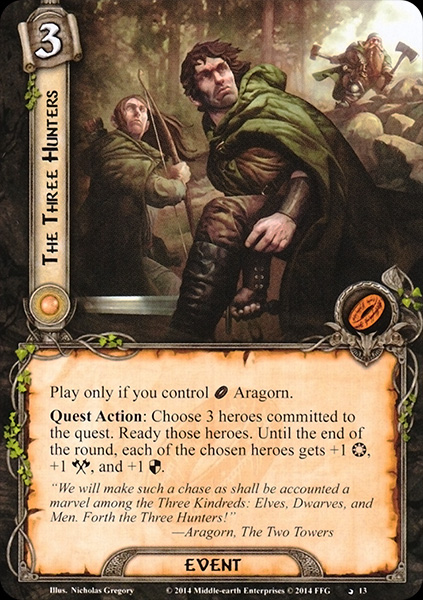 3
THE THREE HUNTERS
Play only if you control Aragorn.
Quest Action: Choose 3 heroes committed to
the quest. Ready those heroes. Until the end of
the round, each of the chosen heroes gets +1 ,
+1 , and +1 .
“We will make such a chase as shall be accounted a
marvel among the Three Kindreds: Elves, Dwarves, and
Men. Forth the Three Hunters!”
—Aragorn, The Two Towers
EVENT
Illus. Nicholas Gregory © 2014 Middle-earth Enterprises © 2014 FFG 13